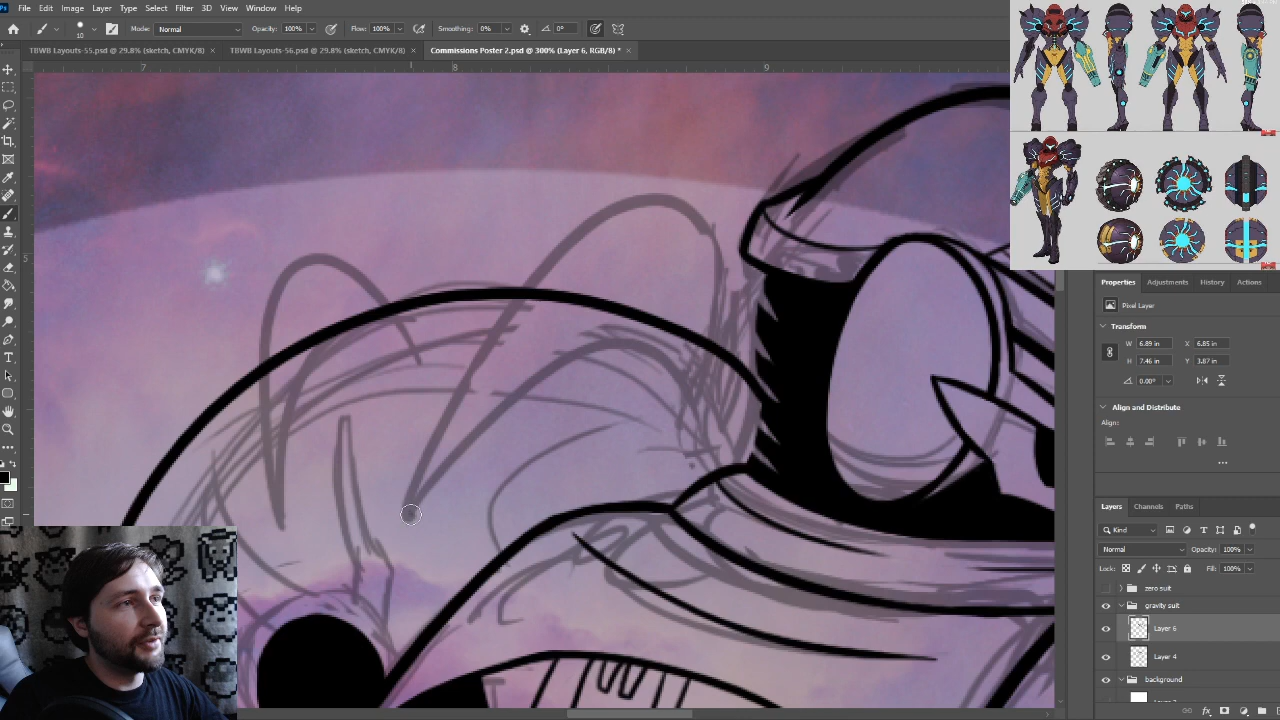 File Edit Image Layer Type Select Filter 3D View Window Help
10 Mode: Normal Opacity: 100% Flow: 100% Smoothing: 0% 0°
TBWB Layouts-55.psd @ 29.8% (sketch, CMYK/8) × TBWB Layouts-56.psd @ 29.8% (sketch, CMYK/8) × Commissions Poster 2.psd @ 300% (Layer 6, RGB/8) * ×
7 8 9
5
Properties Adjustments History Actions
Pixel Layer
Transform
W 6.89 in X 6.85 in
H 7.46 in Y 3.87 in
0.00°
Align and Distribute
Align:
Layers Channels Paths
Kind
Normal Opacity: 100%
Lock: Fill: 100%
zero suit
gravity suit
Layer 6
Layer 4
background